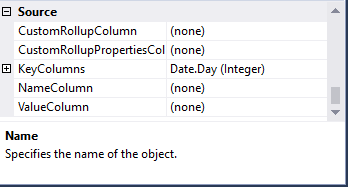 Source
CustomRollupColumn (none)
CustomRollupPropertiesCol (none)
KeyColumns Date.Day (Integer)
NameColumn (none)
ValueColumn (none)
Name
Specifies the name of the object.